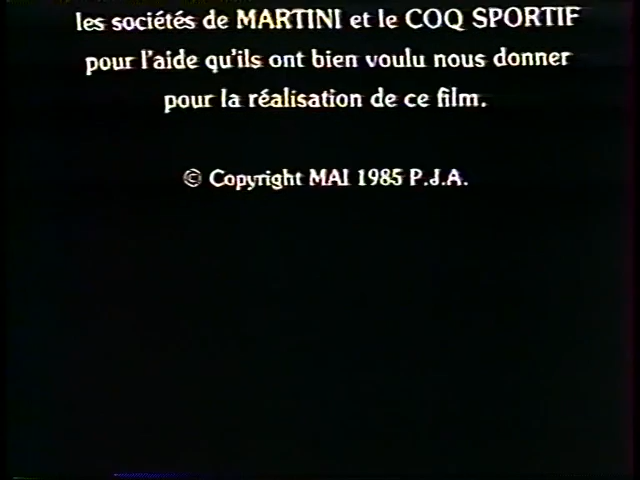 les sociétés de MARTINI et le COQ SPORTIF
pour l'aide qu'ils ont bien voulu nous donner
pour la réalisation de ce film.
© Copyright MAI 1985 P.J.A.